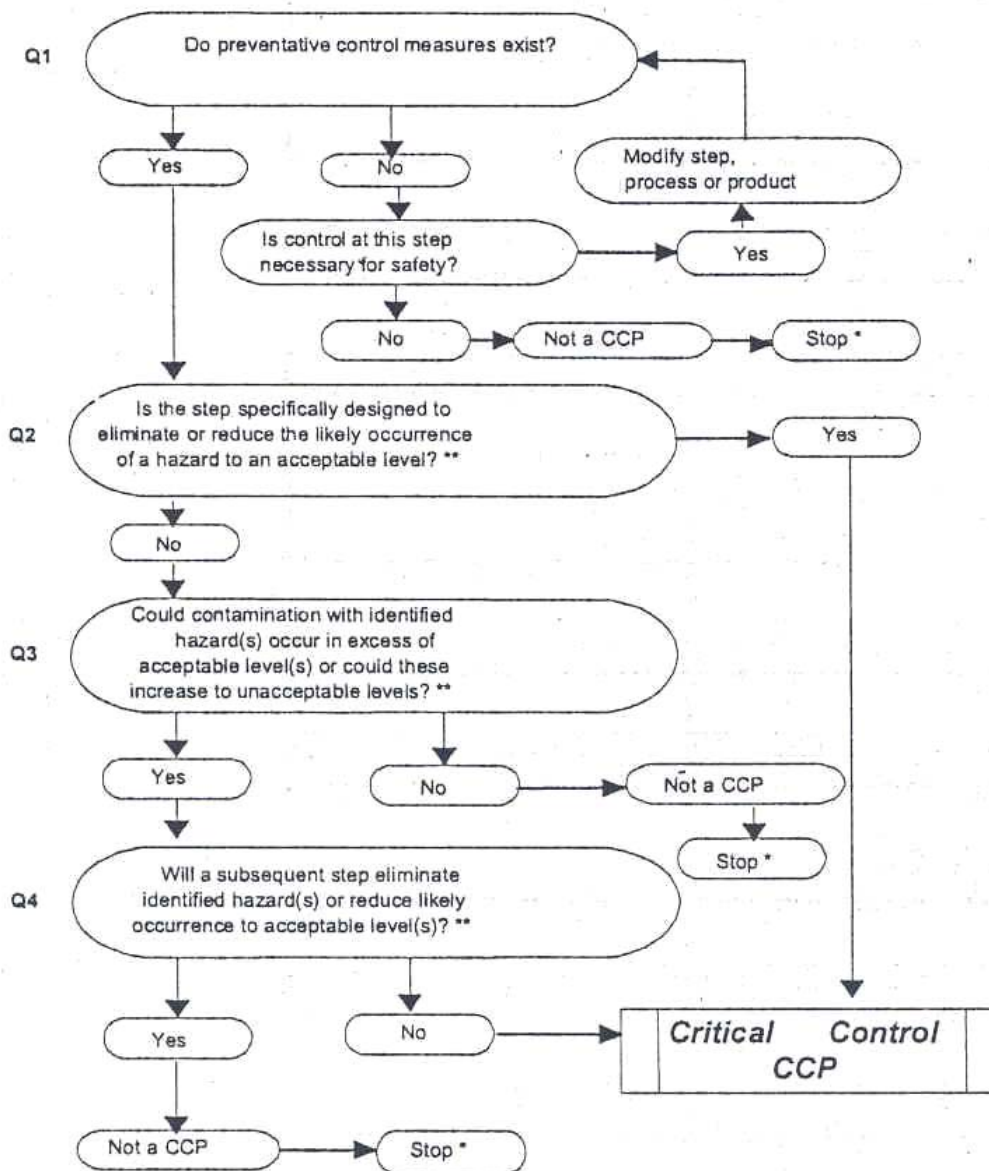 Q1
Do preventative control measures exist?
Yes
No
Modify step,
process or product
Is control at this step
necessary for safety?
Yes
No
Not a CCP
Stop *
Q2
Is the step specifically designed to
eliminate or reduce the likely occurrence
of a hazard to an acceptable level? **
Yes
No
Q3
Could contamination with identified
hazard(s) occur in excess of
acceptable level(s) or could these
increase to unacceptable levels? **
Yes
No
Not a CCP
Stop *
Q4
Will a subsequent step eliminate
identified hazard(s) or reduce likely
occurrence to acceptable level(s)? **
Yes
No
Critical Control
CCP
Not a CCP
Stop *